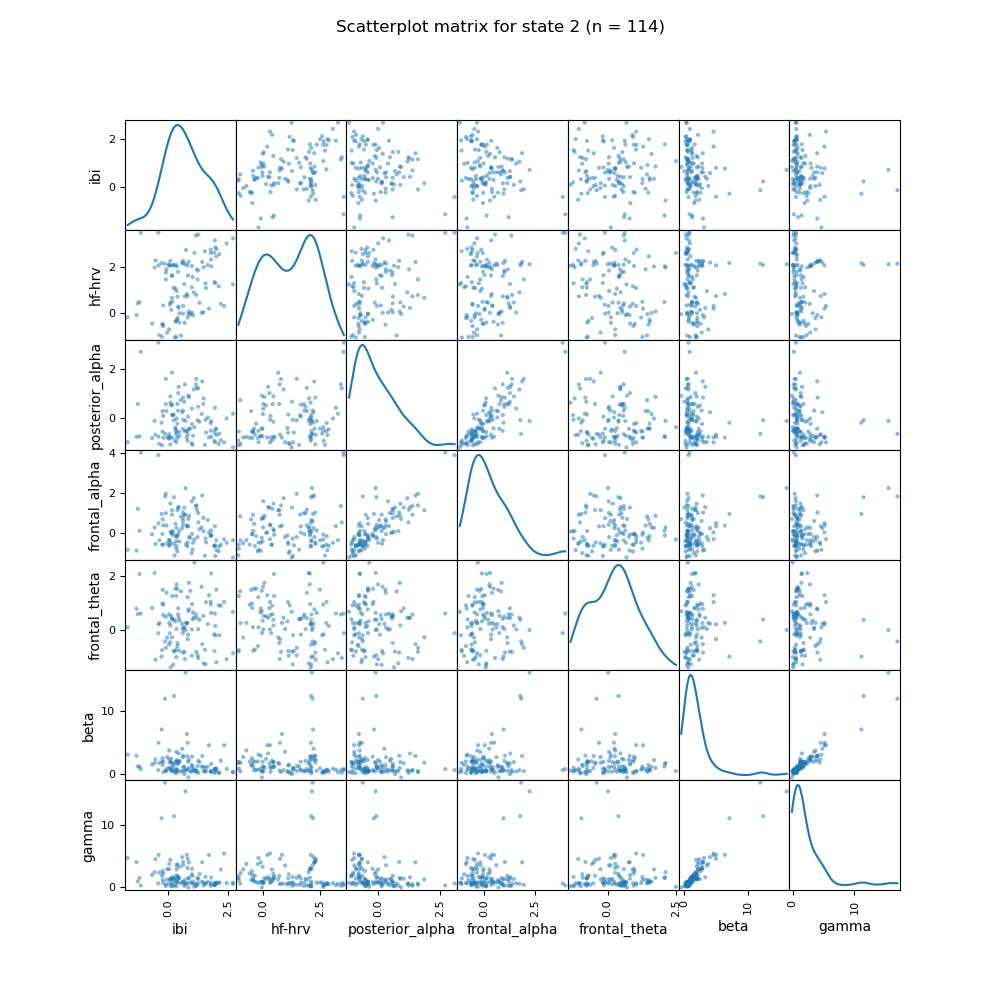 Scatterplot matrix for state 2 (n = 114)
ibi
2
0
hf-hrv
2
0
posterior_alpha
2
0
frontal_alpha
4
2
0
frontal_theta
2
0
beta
10
0
gamma
10
0
0.0 2.5 0.0 2.5 0.0 2.5 0.0 2.5 0.0 2.5 0 10 0 10
ibi hf-hrv posterior_alpha frontal_alpha frontal_theta beta gamma